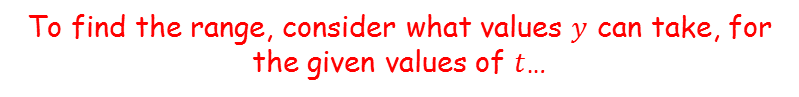 To find the range, consider what values y can take, for
the given values of t...